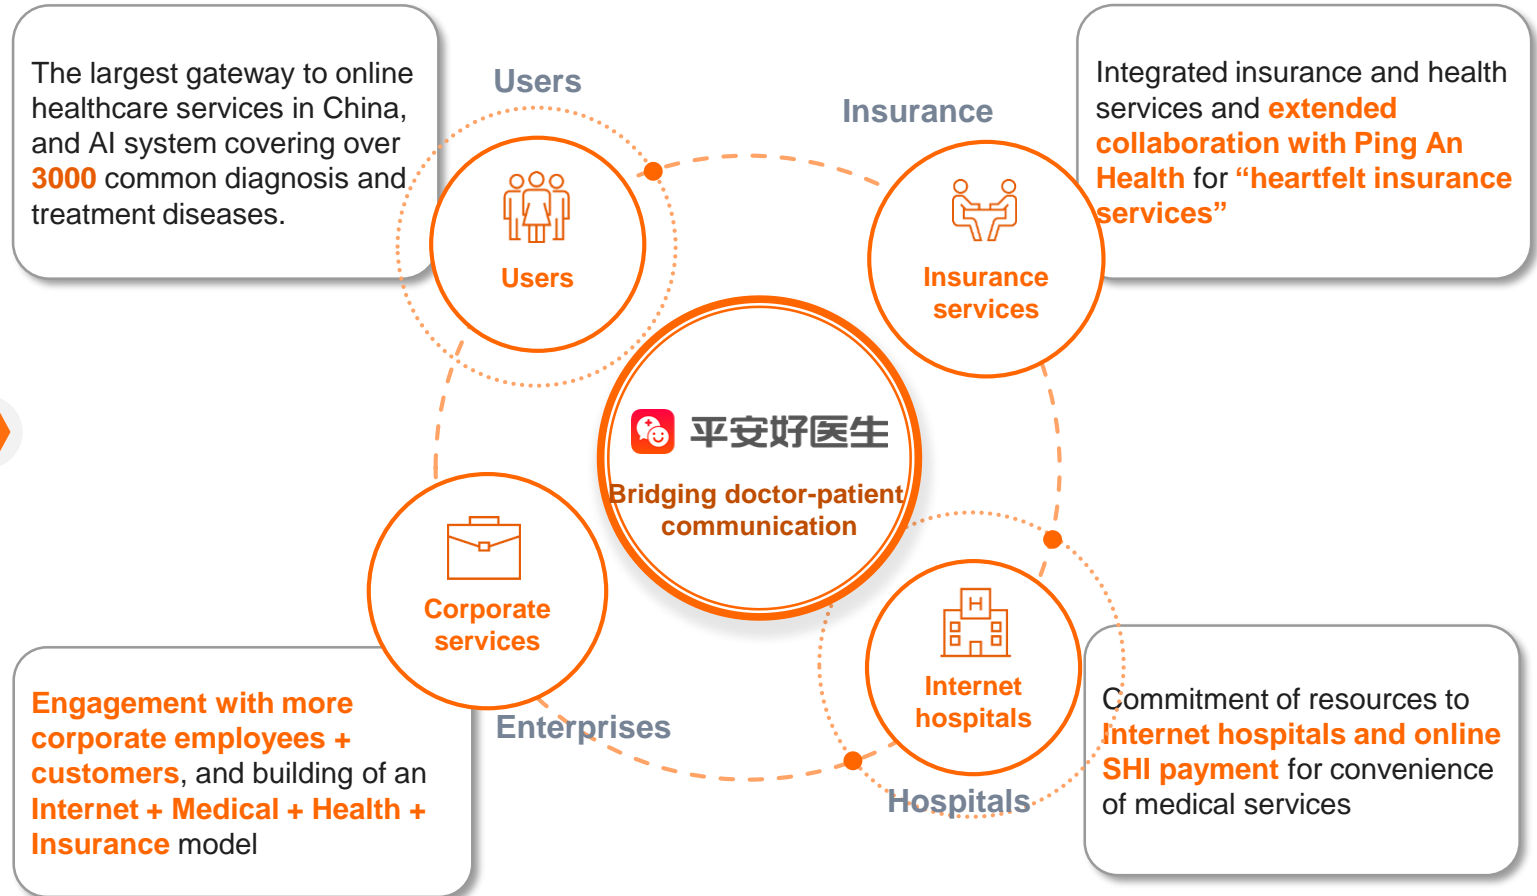 The largest gateway to online
healthcare services in China,
and AI system covering over
3000 common diagnosis and
treatment diseases.
Users
Users
Insurance
Insurance
services
Integrated insurance and health
services and extended
collaboration with Ping An
Health for “heartfelt insurance
services”
平安好医生
Bridging doctor-patient
communication
Corporate
services
Enterprises
Engagement with more
corporate employees +
customers, and building of an
Internet + Medical + Health +
Insurance model
H
Internet
hospitals
Hospitals
Commitment of resources to
Internet hospitals and online
SHI payment for convenience
of medical services